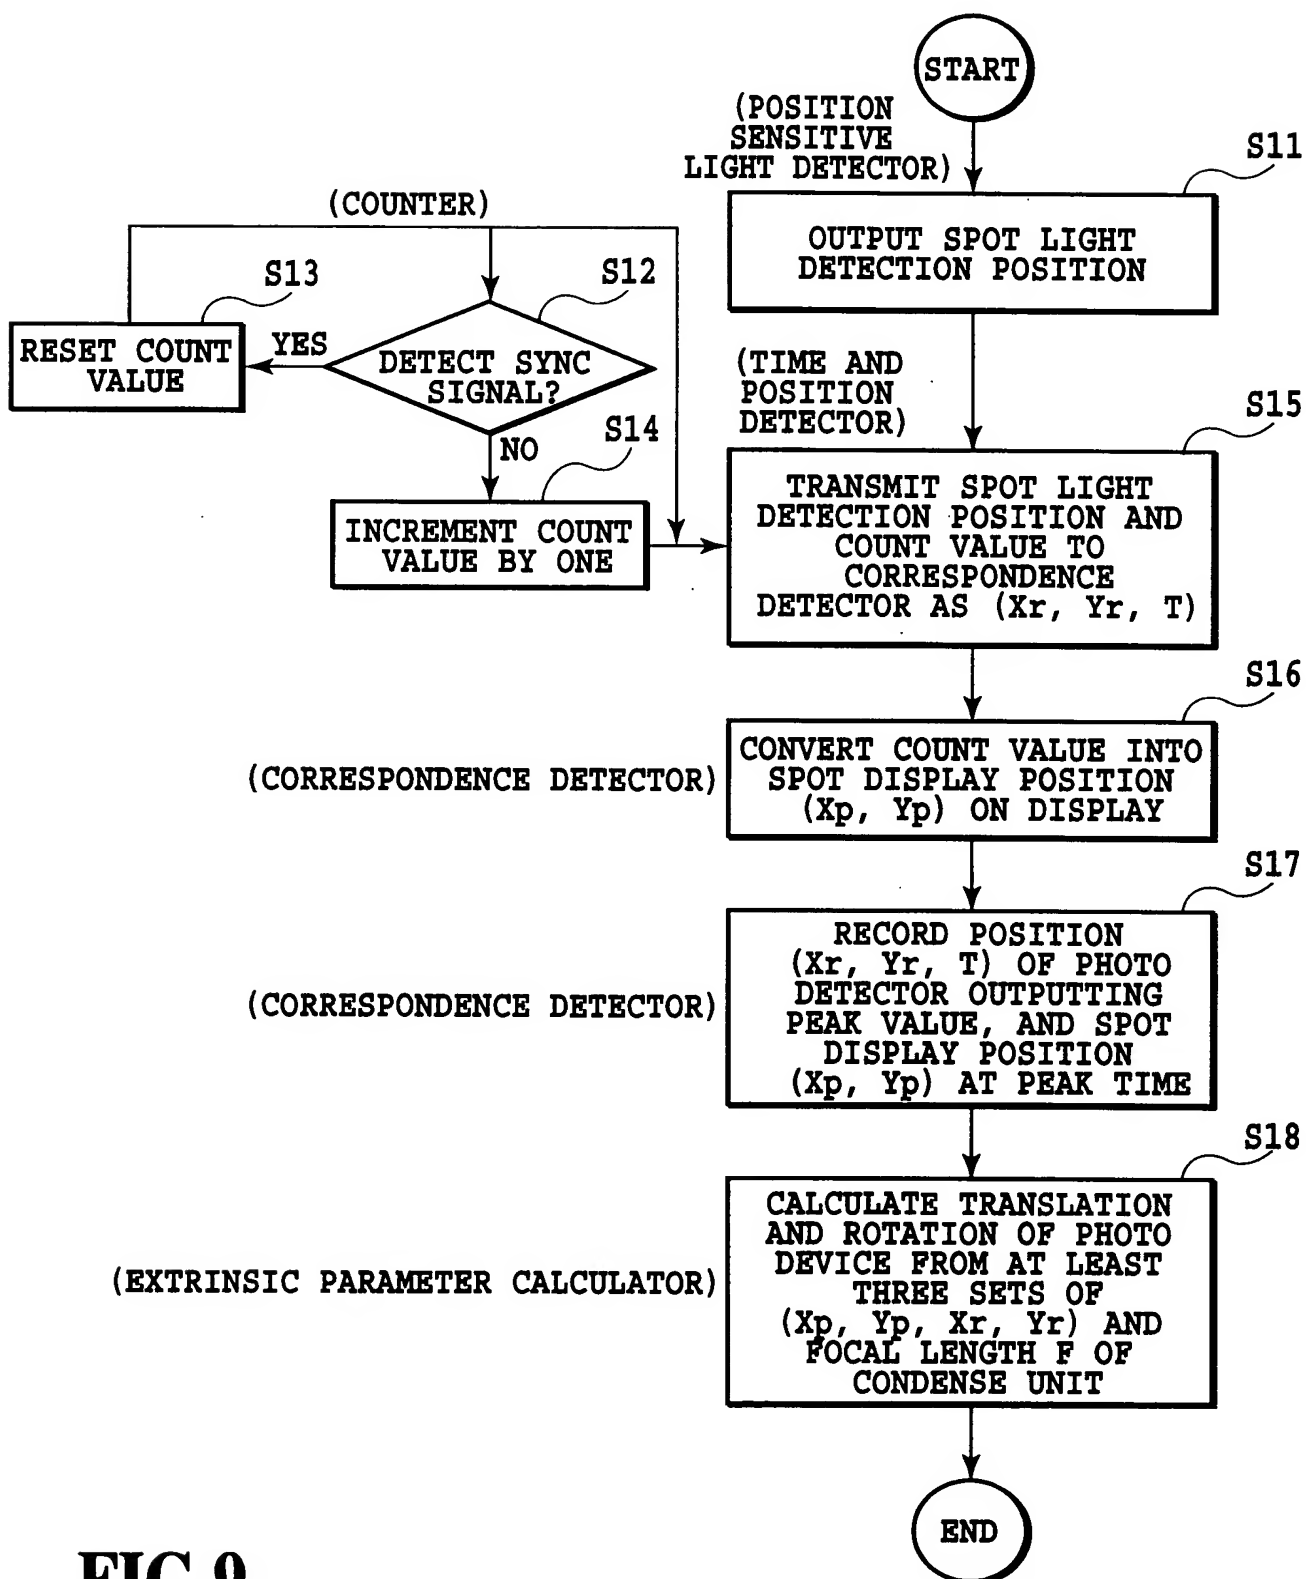 START
(POSITION
SENSITIVE
LIGHT DETECTOR)
S11
OUTPUT SPOT LIGHT
DETECTION POSITION
(COUNTER)
S13
S12
RESET COUNT
VALUE
YES
DETECT SYNC
SIGNAL?
NO
S14
INCREMENT COUNT
VALUE BY ONE
(TIME AND
POSITION
DETECTOR)
S15
TRANSMIT SPOT LIGHT
DETECTION POSITION AND
COUNT VALUE TO
CORRESPONDENCE
DETECTOR AS (Xr, Yr, T)
S16
(CORRESPONDENCE DETECTOR)
CONVERT COUNT VALUE INTO
SPOT DISPLAY POSITION
(Xp, Yp) ON DISPLAY
S17
(CORRESPONDENCE DETECTOR)
RECORD POSITION
(Xr, Yr, T) OF PHOTO
DETECTOR OUTPUTTING
PEAK VALUE, AND SPOT
DISPLAY POSITION
(Xp, Yp) AT PEAK TIME
S18
(EXTRINSIC PARAMETER CALCULATOR)
CALCULATE TRANSLATION
AND ROTATION OF PHOTO
DEVICE FROM AT LEAST
THREE SETS OF
(Xp, Yp, Xr, Yr) AND
FOCAL LENGTH F OF
CONDENSE UNIT
END
FIG.9